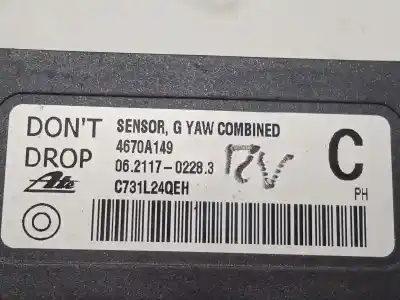 DON'T DROP
SENSOR, G YAW COMBINED
4670A149
06.2117-0228.3
C731L24QEH
Ate
C
PH